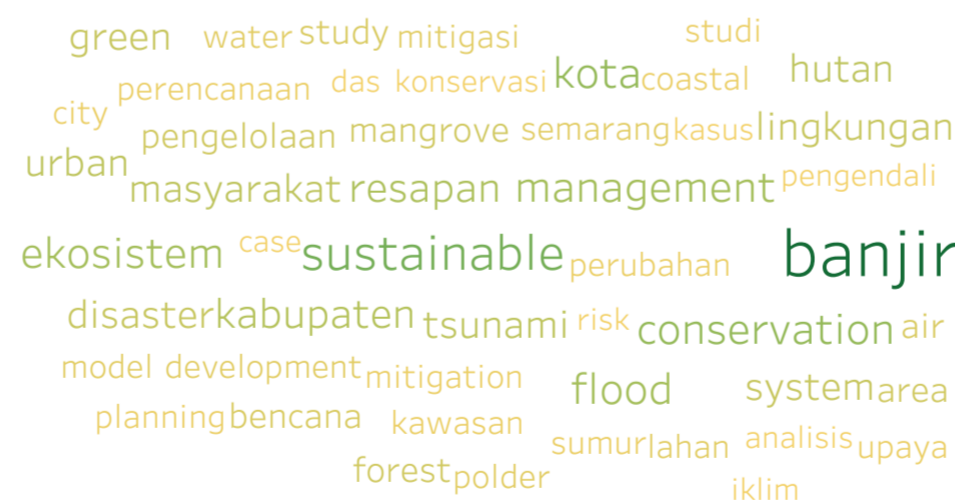 green water study mitigasi studi
perencanaan das konservasi kota coastal hutan
city pengelolaan mangrove semarang kasus lingkungan
urban masyarakat resapan management pengendali
ekosistem case sustainable perubahan banjir
disaster kabupaten tsunami risk conservation air
model development mitigation flood system area
planning bencana kawasan sumur lahan analisis upaya
forest polder iklim